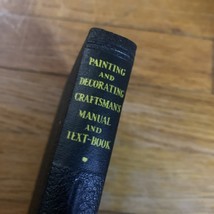 PAINTING
AND
DECORATING
CRAFTSMAN'S
MANUAL
AND
TEXT-BOOK